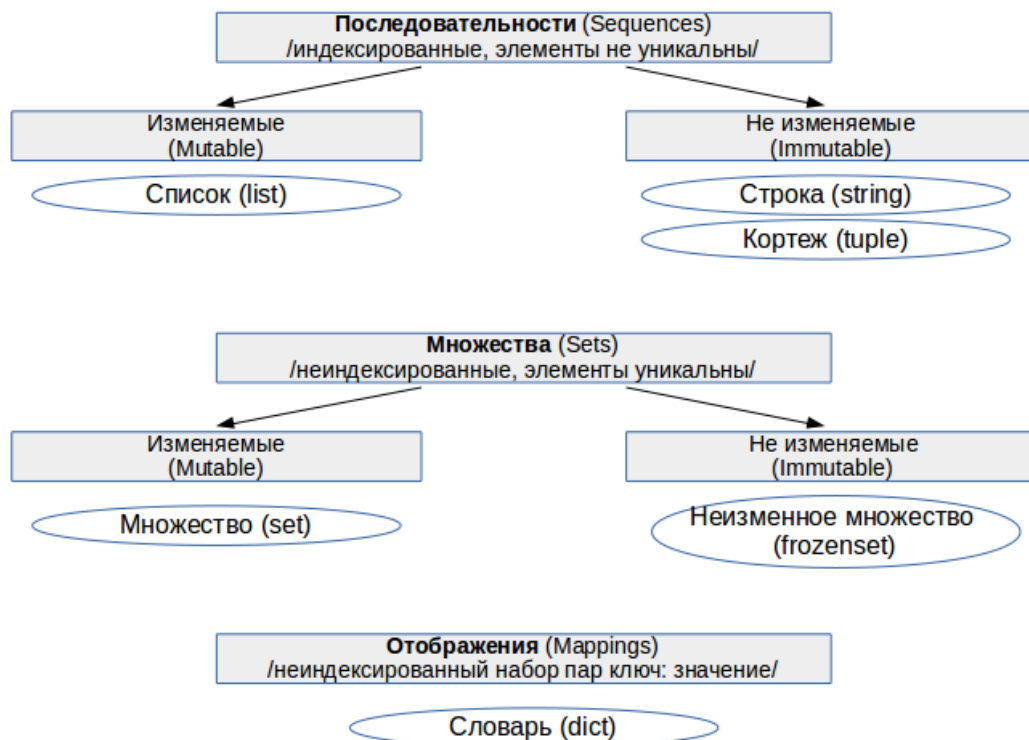 Последовательности (Sequences)
/индексированные, элементы не уникальны/
Изменяемые
(Mutable)
Не изменяемые
(Immutable)
Список (list)
Строка (string)
Кортеж (tuple)
Множества (Sets)
/неиндексированные, элементы уникальны/
Изменяемые
(Mutable)
Не изменяемые
(Immutable)
Множество (set)
Неизменное множество
(frozenset)
Отображения (Mappings)
/неиндексированный набор пар ключ: значение/
Словарь (dict)